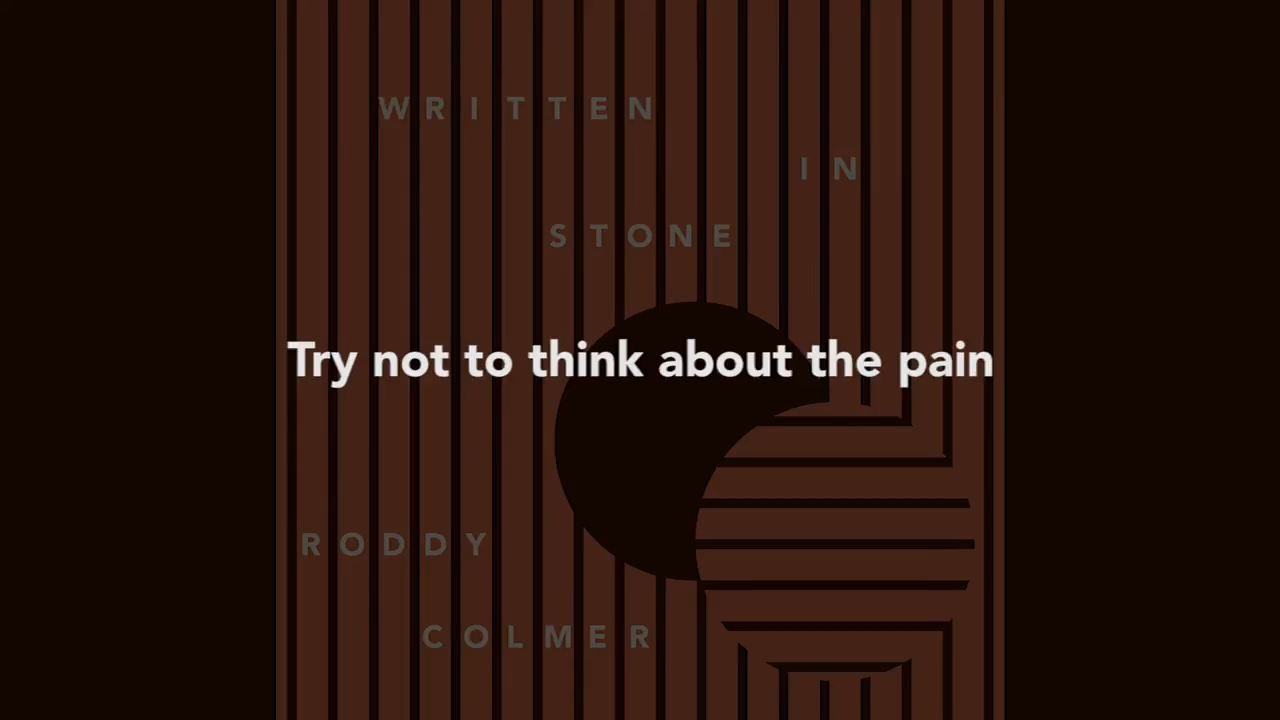 WRITTEN
IN
STONE
Try not to think about the pain
RODDY
COLMER